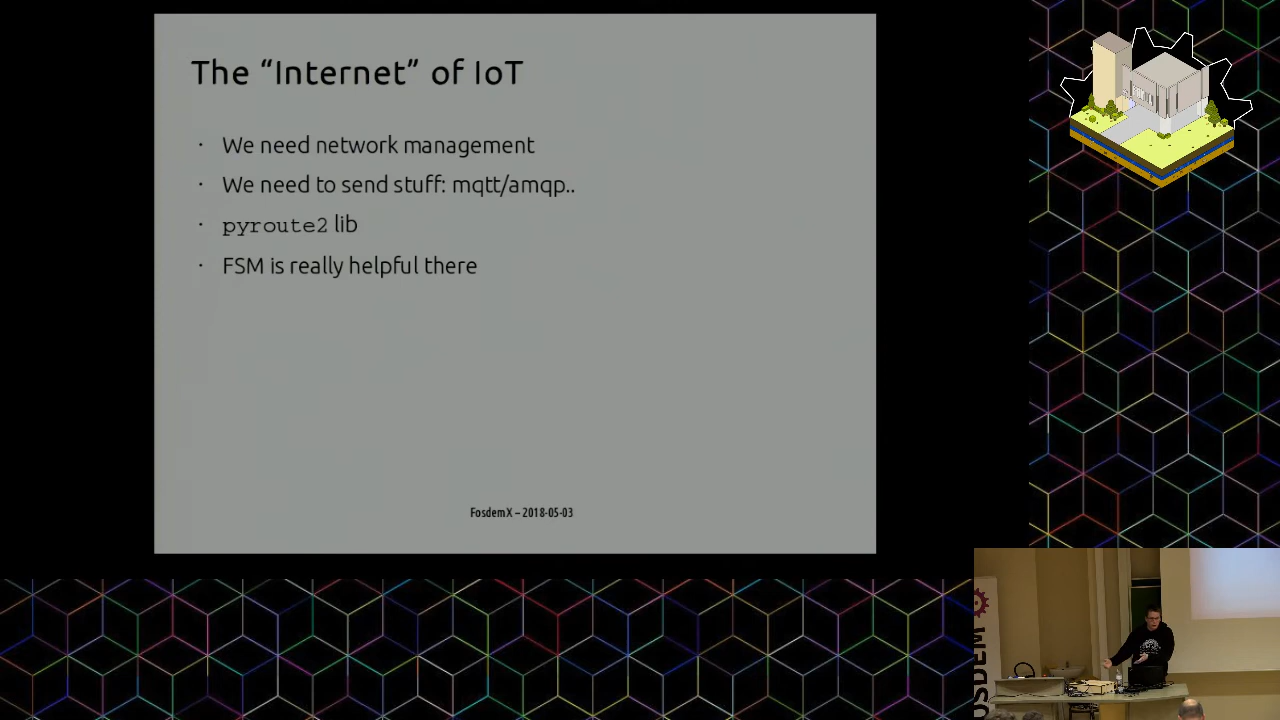 The “Internet” of IoT
· We need network management
· We need to send stuff: mqtt/amqp..
· pyroute2 lib
· FSM is really helpful there
FosdemX – 2018-05-03
OSDEM